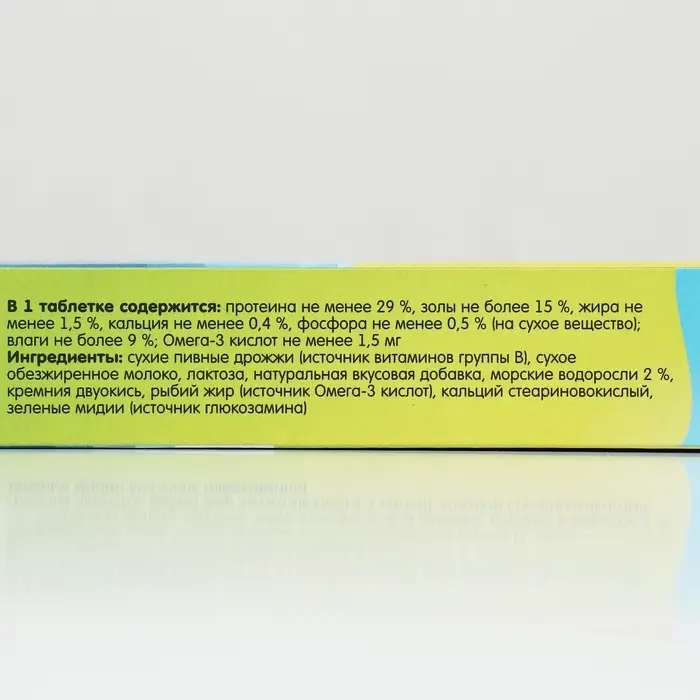 В 1 таблетке содержится: протеина не менее 29 %, золы не более 15 %, жира не
менее 1,5 %, кальция не менее 0,4 %, фосфора не менее 0,5 % (на сухое вещество);
влаги не более 9 %; Омега-3 кислот не менее 1,5 мг
Ингредиенты: сухие пивные дрожжи (источник витаминов группы В), сухое
обезжиренное молоко, лактоза, натуральная вкусовая добавка, морские водоросли 2 %,
кремния двуокись, рыбий жир (источник Омега-3 кислот), кальций стеариновокислый,
зеленые мидии (источник глюкозамина)